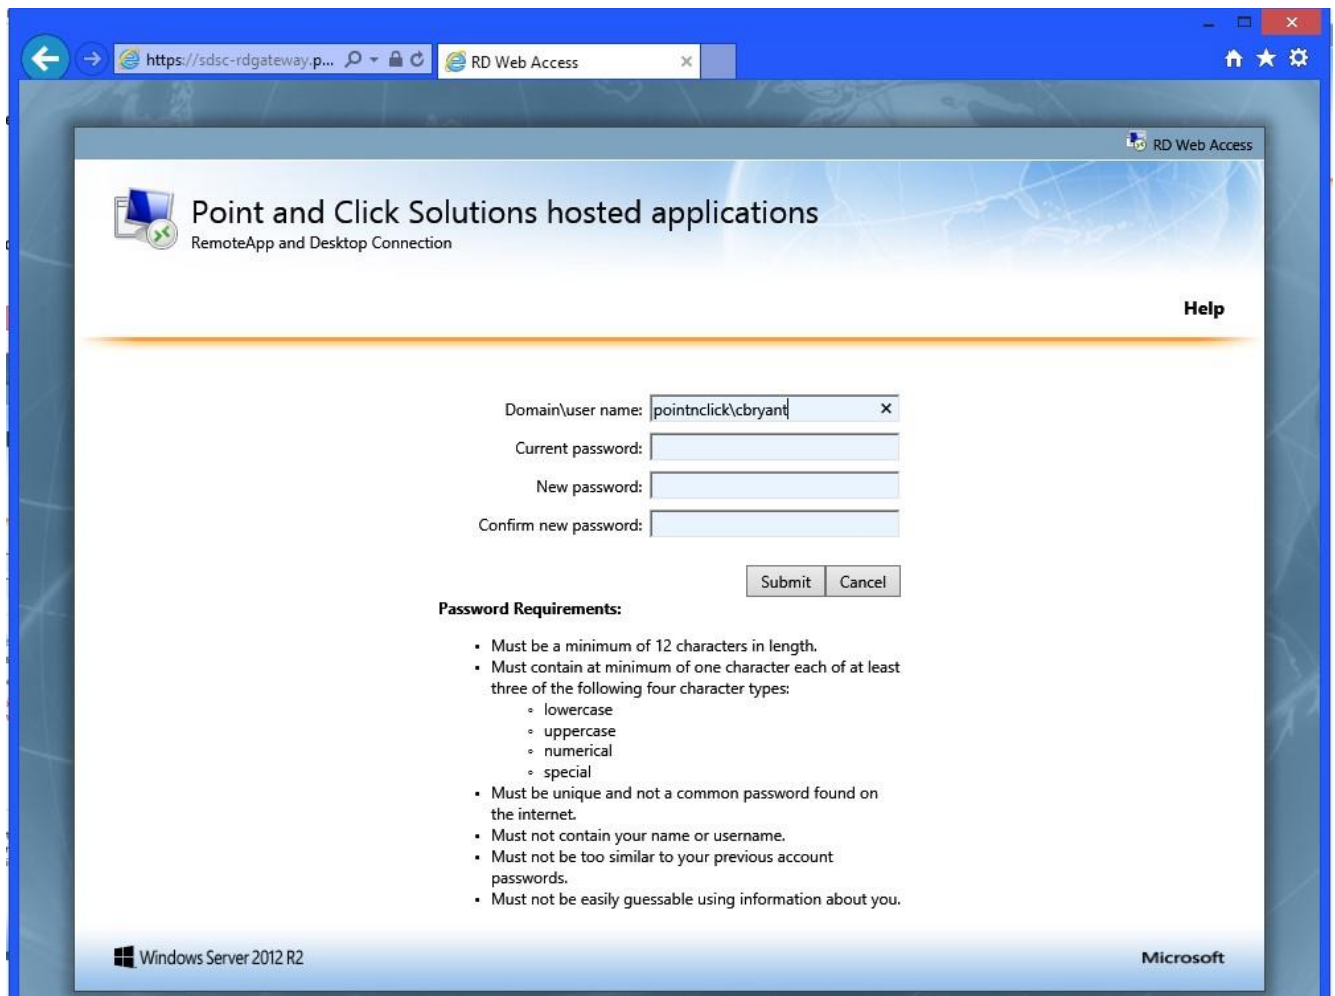 https://sdsc-rdgateway.p...
RD Web Access
RD Web Access
Point and Click Solutions hosted applications
RemoteApp and Desktop Connection
Help
Domain\user name: pointnclick\cbryant
Current password:
New password:
Confirm new password:
Submit Cancel
Password Requirements:
• Must be a minimum of 12 characters in length.
• Must contain at minimum of one character each of at least
three of the following four character types:
◦ lowercase
◦ uppercase
◦ numerical
◦ special
• Must be unique and not a common password found on
the internet.
• Must not contain your name or username.
• Must not be too similar to your previous account
passwords.
• Must not be easily guessable using information about you.
Windows Server 2012 R2
Microsoft